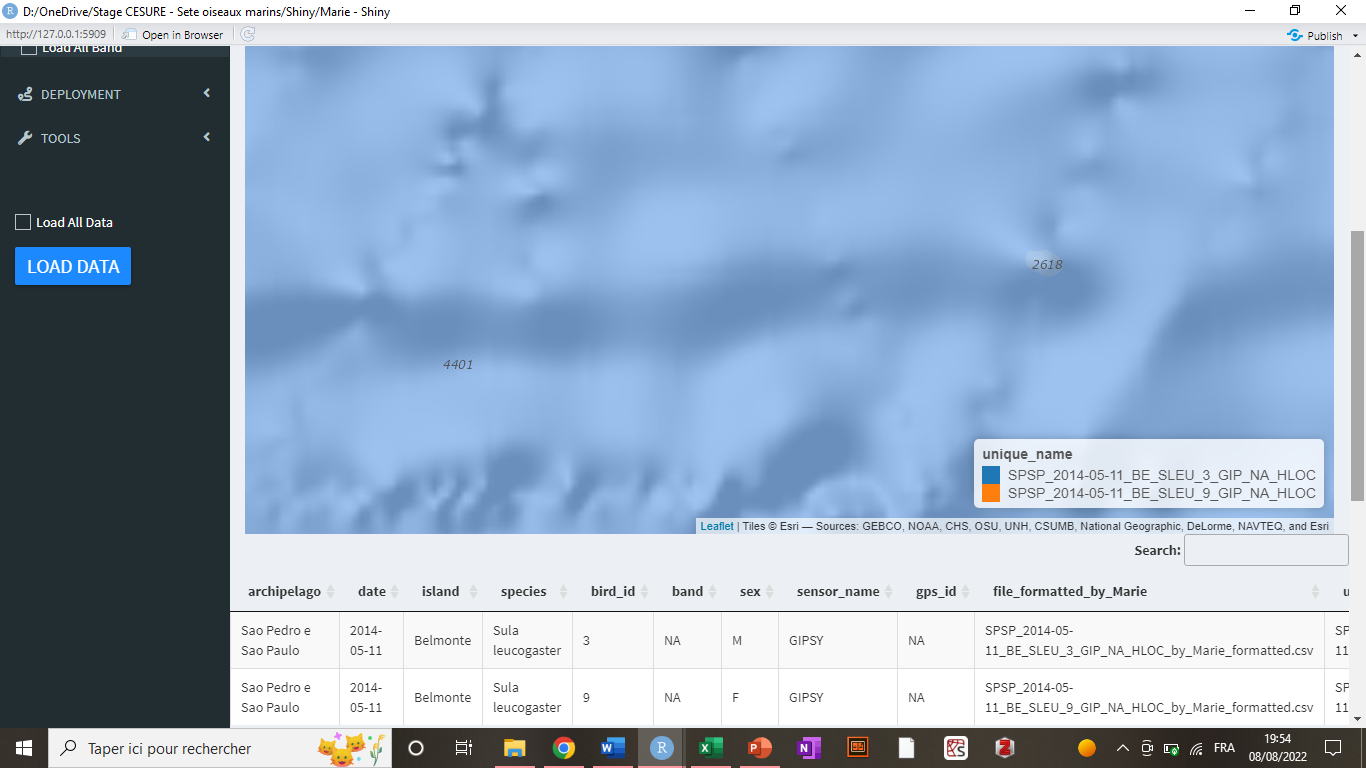 D:/OneDrive/Stage CESURE - Sete oiseaux marins/Shiny/Marie - Shiny
http://127.0.0.1:5909
Open in Browser
Publish
Load All Band
DEPLOYMENT
TOOLS
Load All Data
LOAD DATA
2618
4401
unique_name
SPSP_2014-05-11_BE_SLEU_3_GIP_NA_HLOC
SPSP_2014-05-11_BE_SLEU_9_GIP_NA_HLOC
Leaflet | Tiles © Esri — Sources: GEBCO, NOAA, CHS, OSU, UNH, CSUMB, National Geographic, DeLorme, NAVTEQ, and Esri
Search:
archipelago date island species bird_id band sex sensor_name gps_id file_formatted_by_Marie u
Sao Pedro e 2014- Belmonte Sula 3 NA M GIPSY NA SPSP_2014-05- SP
Sao Paulo 05-11 leucogaster 11_BE_SLEU_3_GIP_NA_HLOC_by_Marie_formatted.csv 11
Sao Pedro e 2014- Belmonte Sula 9 NA F GIPSY NA SPSP_2014-05- SP
Sao Paulo 05-11 leucogaster 11_BE_SLEU_9_GIP_NA_HLOC_by_Marie_formatted.csv 11
Taper ici pour rechercher
FRA
19:54
08/08/2022